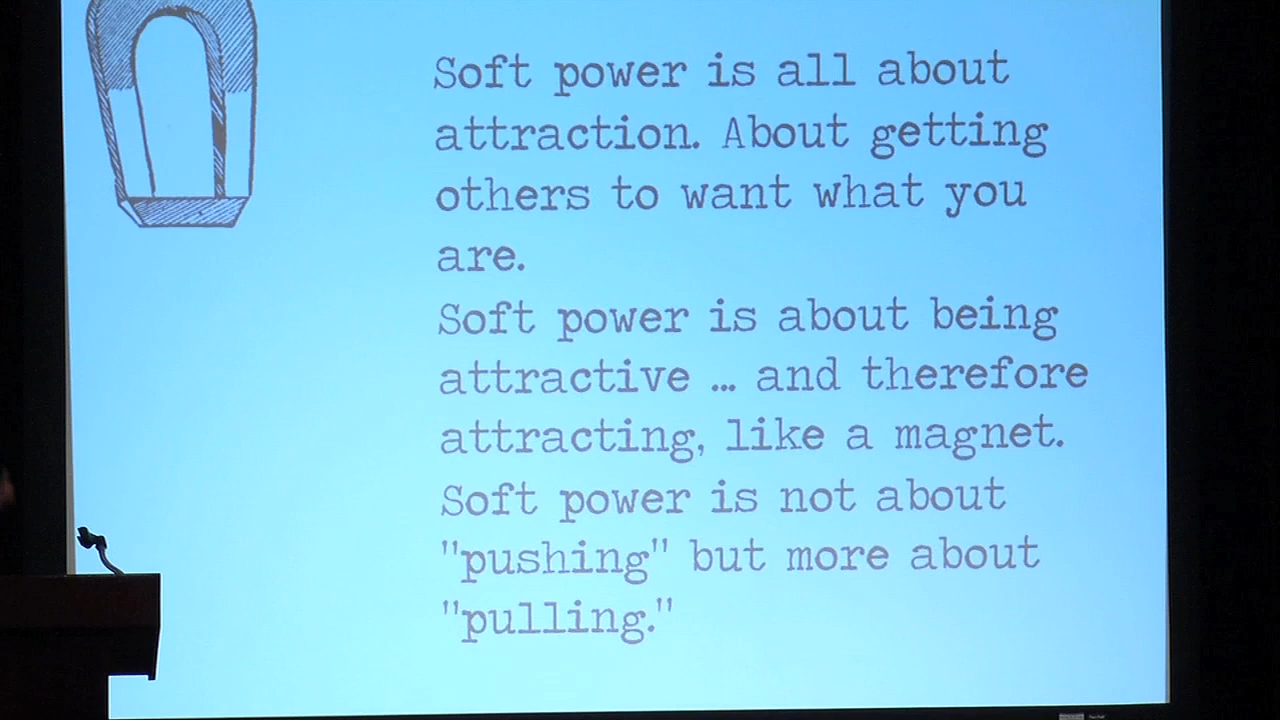 Soft power is all about
attraction. About getting
others to want what you
are.
Soft power is about being
attractive … and therefore
attracting, like a magnet.
Soft power is not about
"pushing" but more about
"pulling."